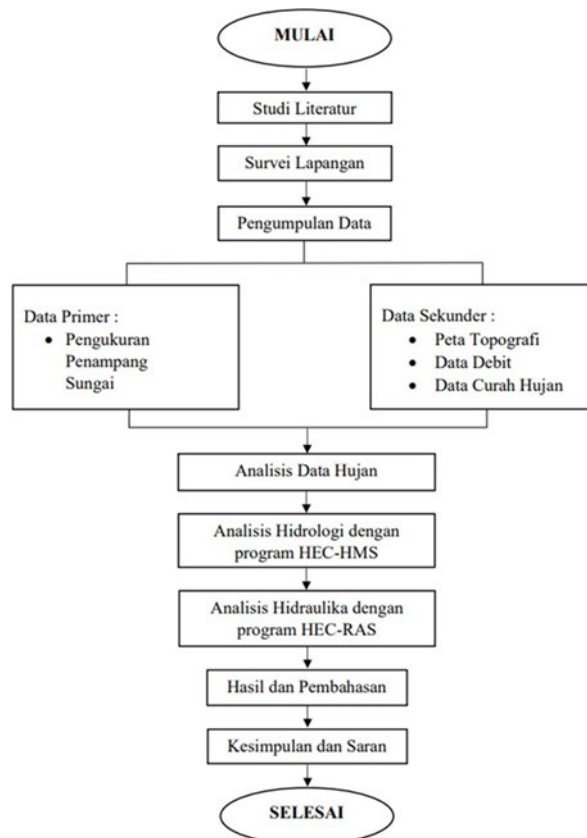 MULAI
Studi Literatur
Survei Lapangan
Pengumpulan Data
Data Primer :
• Pengukuran
Penampang
Sungai
Data Sekunder :
• Peta Topografi
• Data Debit
• Data Curah Hujan
Analisis Data Hujan
Analisis Hidrologi dengan
program HEC-HMS
Analisis Hidraulika dengan
program HEC-RAS
Hasil dan Pembahasan
Kesimpulan dan Saran
SELESAI